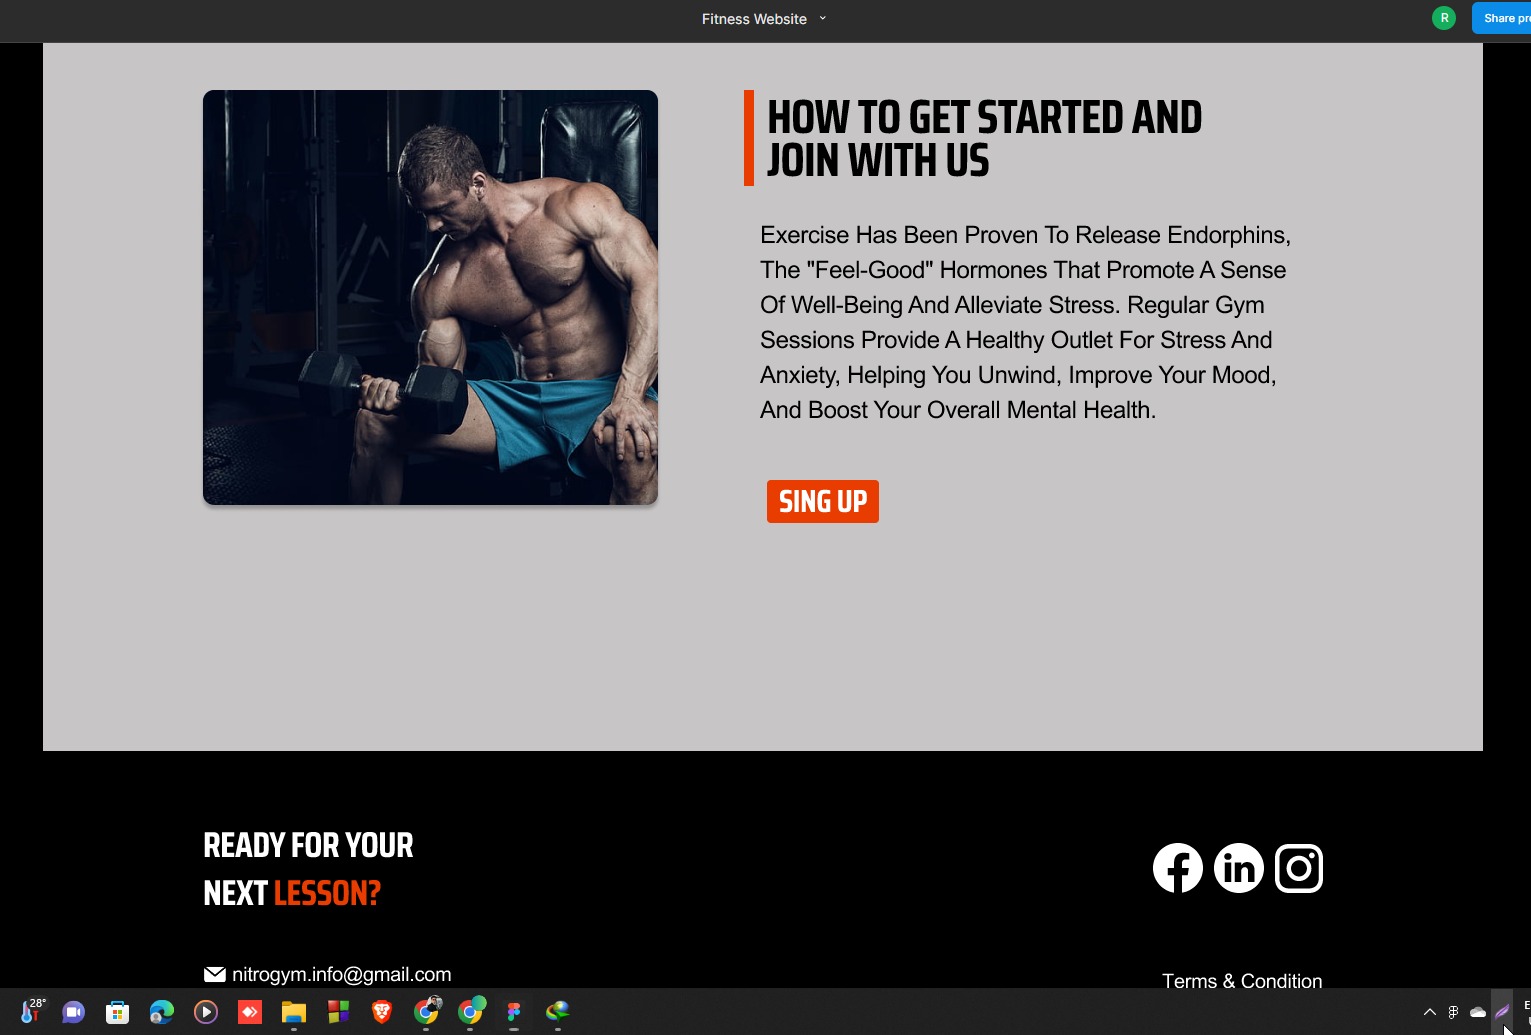 Fitness Website
R
Share pr
HOW TO GET STARTED AND
JOIN WITH US
Exercise Has Been Proven To Release Endorphins,
The "Feel-Good" Hormones That Promote A Sense
Of Well-Being And Alleviate Stress. Regular Gym
Sessions Provide A Healthy Outlet For Stress And
Anxiety, Helping You Unwind, Improve Your Mood,
And Boost Your Overall Mental Health.
SING UP
READY FOR YOUR
NEXT LESSON?
in
nitrogym.info@gmail.com
Terms & Condition
28°
E